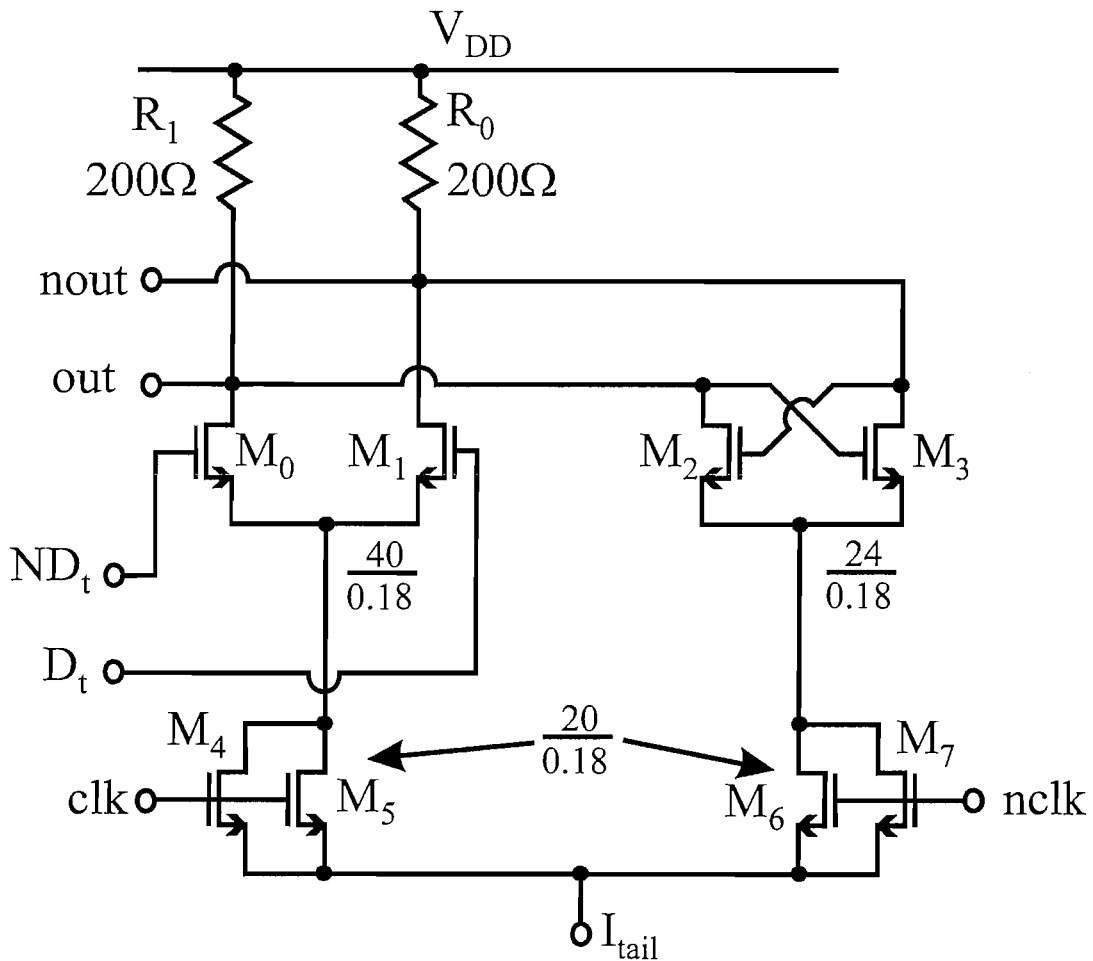 V_DD
R_1
200Ω
R_0
200Ω
nout
out
M_0
M_1
M_2
M_3
ND_t
40
0.18
24
0.18
D_t
M_4
20
0.18
M_7
clk
M_5
M_6
nclk
I_tail